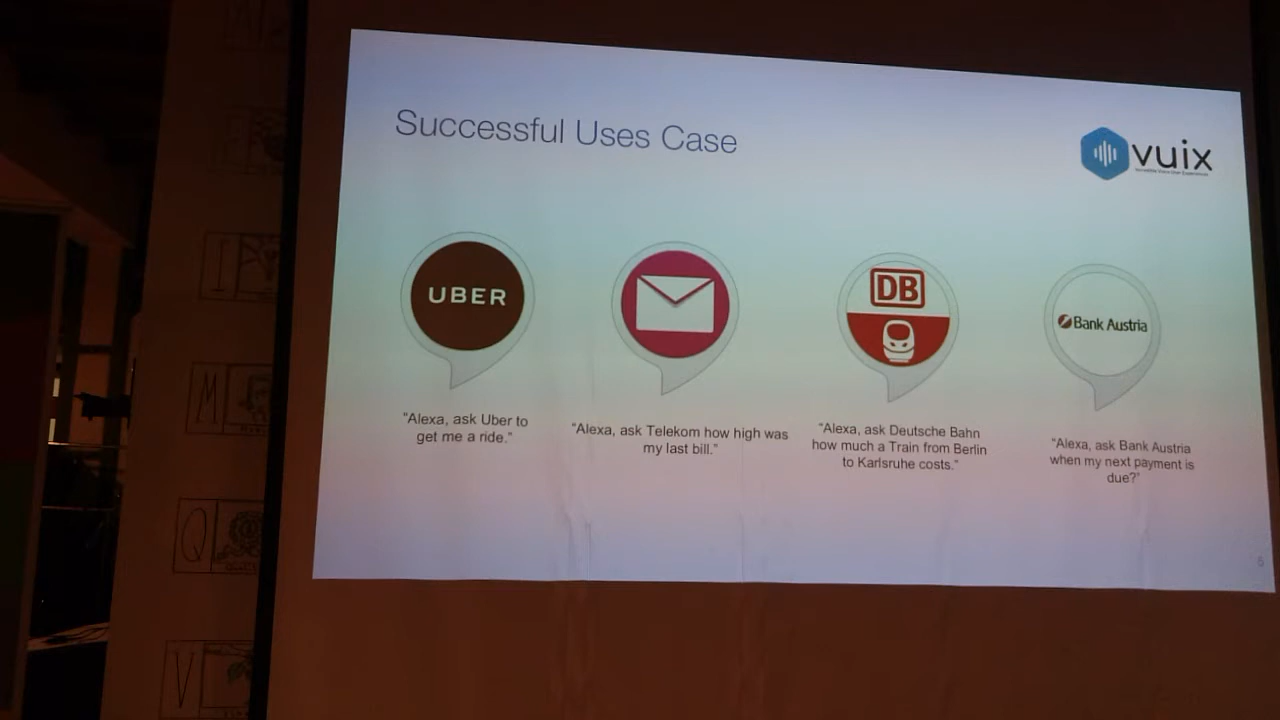 Successful Uses Case
vuix
UBER
DB
Bank Austria
"Alexa, ask Uber to
get me a ride."
"Alexa, ask Telekom how high was
my last bill."
"Alexa, ask Deutsche Bahn
how much a Train from Berlin
to Karlsruhe costs."
"Alexa, ask Bank Austria
when my next payment is
due?"
I
M
Q
V